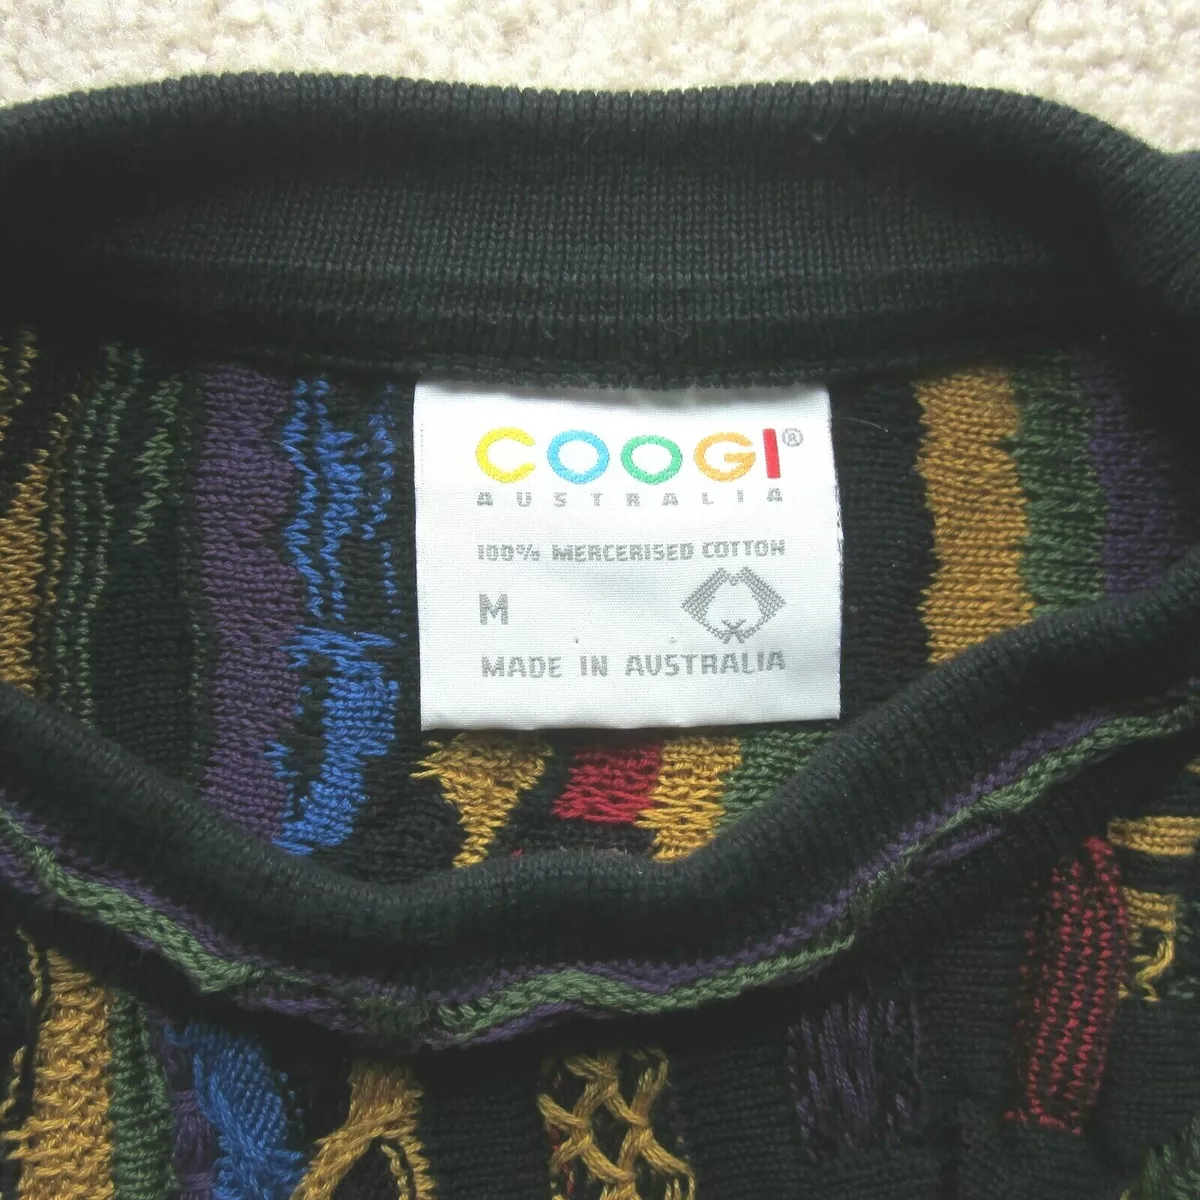 COOGI®
AUSTRALIA
100% MERCERISED COTTON
M
MADE IN AUSTRALIA